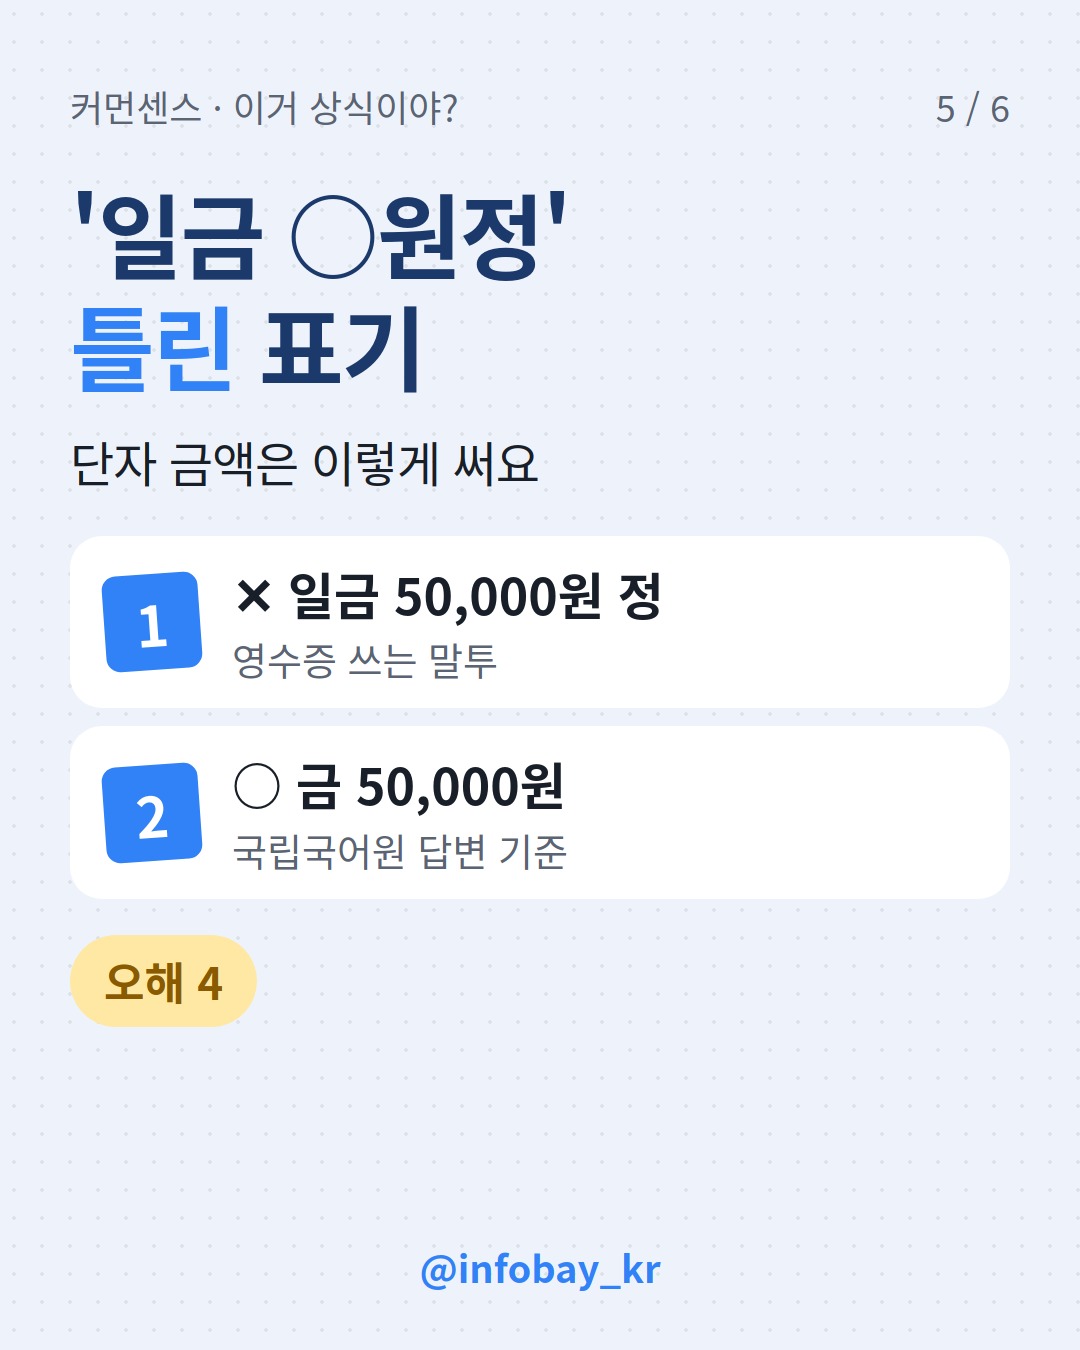 커먼센스 · 이거 상식이야?
5 / 6
'일금 ○원정'
틀린 표기
단자 금액은 이렇게 써요
1
✕ 일금 50,000원 정
영수증 쓰는 말투
2
○ 금 50,000원
국립국어원 답변 기준
오해 4
@infobay_kr